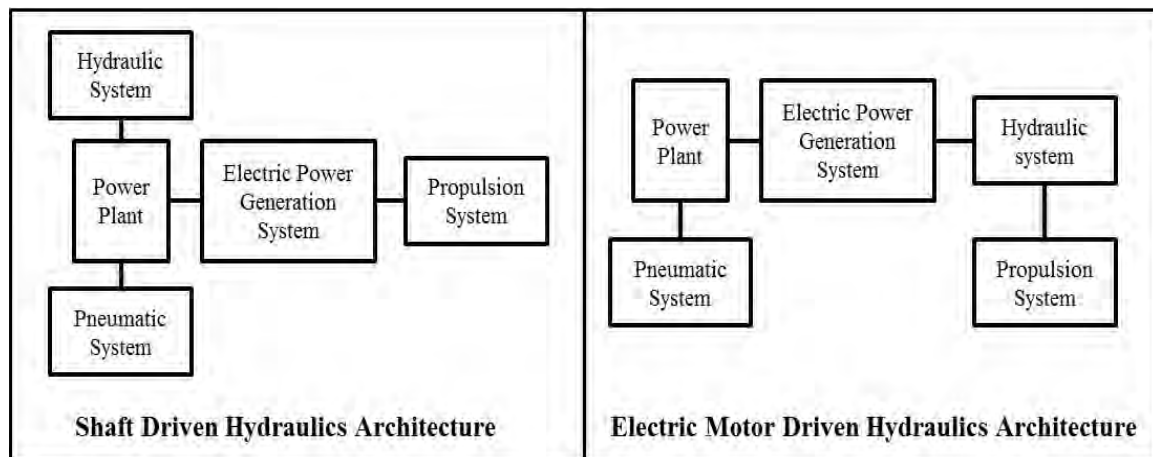 Hydraulic
System
Power
Plant
Electric Power
Generation
System
Propulsion
System
Pneumatic
System
Shaft Driven Hydraulics Architecture
Power
Plant
Electric Power
Generation
System
Hydraulic
system
Pneumatic
System
Propulsion
System
Electric Motor Driven Hydraulics Architecture